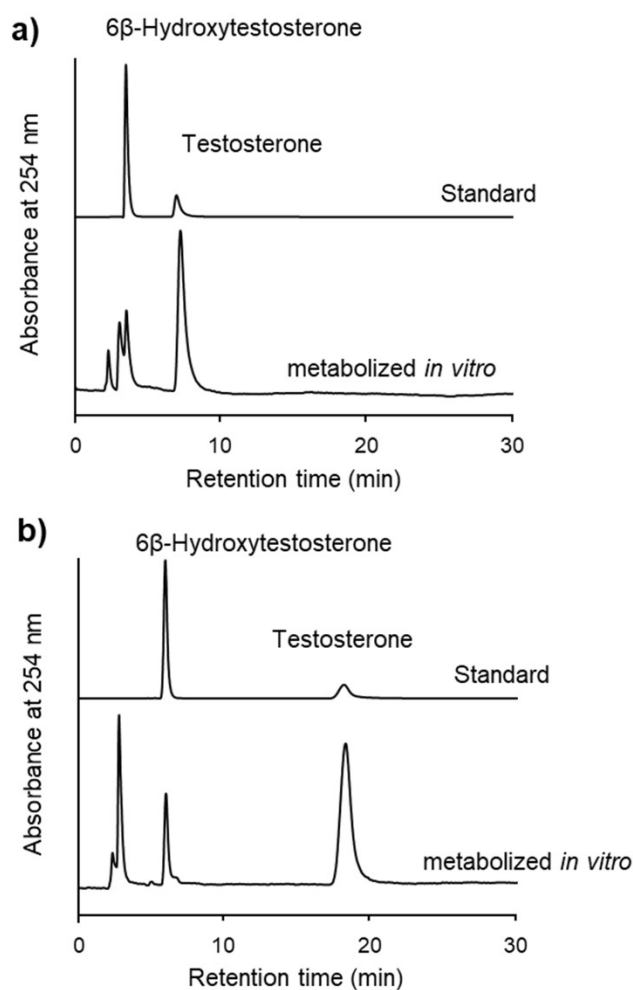 a)
6β-Hydroxytestosterone
Testosterone
Standard
metabolized in vitro
Absorbance at 254 nm
0 10 20 30
Retention time (min)
b)
6β-Hydroxytestosterone
Testosterone
Standard
metabolized in vitro
Absorbance at 254 nm
0 10 20 30
Retention time (min)